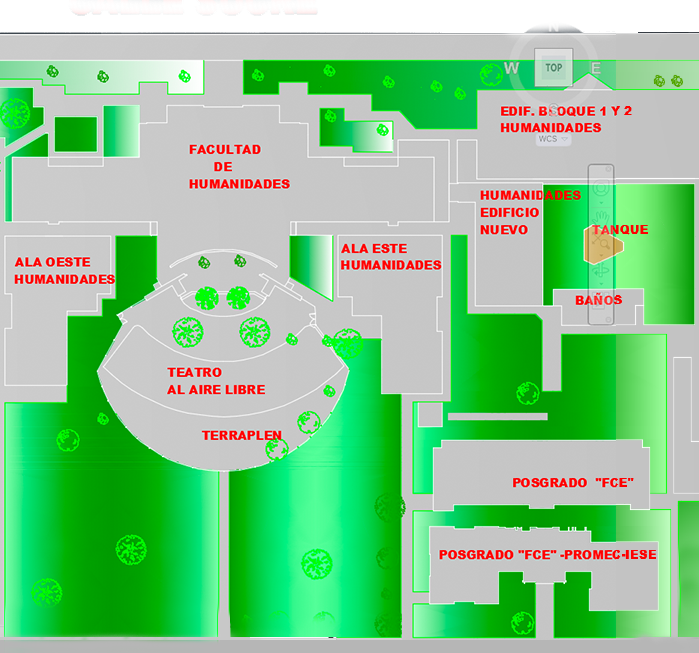 W
TOP
E
EDIF. BLOQUE 1 Y 2
HUMANIDADES
WCS
FACULTAD
DE
HUMANIDADES
HUMANIDADES
EDIFICIO
NUEVO
TANQUE
ALA OESTE
HUMANIDADES
ALA ESTE
HUMANIDADES
BAÑOS
TEATRO
AL AIRE LIBRE
TERRAPLEN
POSGRADO "FCE"
POSGRADO "FCE" -PROMEC-IESE